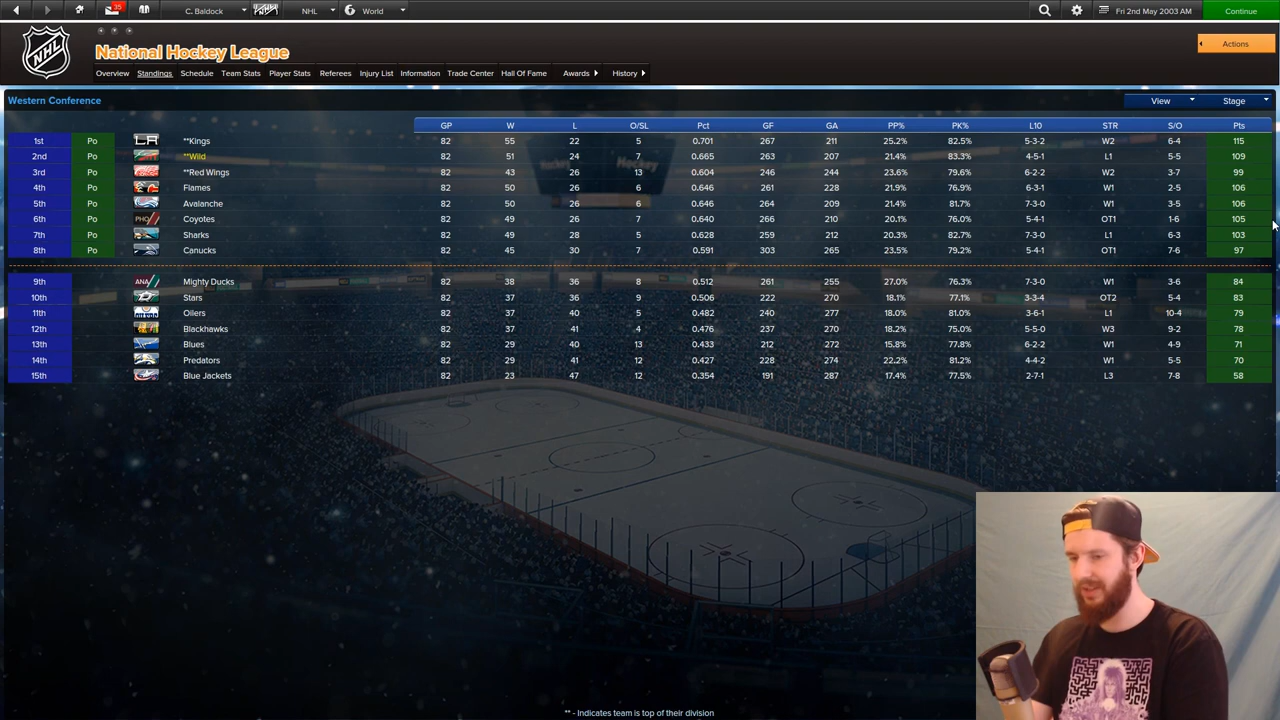 35 C. Baldock NHL World Fri 2nd May 2003 AM Continue
NHL National Hockey League Actions
Overview Standings Schedule Team Stats Player Stats Referees Injury List Information Trade Center Hall Of Fame Awards History
Western Conference View Stage
GP W L O/SL Pct GF GA PP% PK% L10 STR S/O Pts
1st Po LA **Kings 82 55 22 5 0.701 267 211 25.2% 82.5% 5-3-2 W2 6-4 115
2nd Po **Wild 82 51 24 7 0.665 263 207 21.4% 83.3% 4-5-1 L1 5-5 109
3rd Po **Red Wings 82 43 26 13 0.604 246 244 23.6% 79.6% 6-2-2 W2 3-7 99
4th Po Flames 82 50 26 6 0.646 261 228 21.9% 76.9% 6-3-1 W1 2-5 106
5th Po Avalanche 82 50 26 6 0.646 264 209 21.4% 81.7% 7-3-0 W1 3-5 106
6th Po PHO Coyotes 82 49 26 7 0.640 266 210 20.1% 76.0% 5-4-1 OT1 1-6 105
7th Po Sharks 82 49 28 5 0.628 259 212 20.3% 82.7% 7-3-0 L1 6-3 103
8th Po Canucks 82 45 30 7 0.591 303 265 23.5% 79.2% 5-4-1 OT1 7-6 97
9th ANA Mighty Ducks 82 38 36 8 0.512 261 255 27.0% 76.3% 7-3-0 W1 3-6 84
10th Stars 82 37 36 9 0.506 222 270 18.1% 77.1% 3-3-4 OT2 5-4 83
11th Oilers 82 37 40 5 0.482 240 277 18.0% 81.0% 3-6-1 L1 10-4 79
12th Blackhawks 82 37 41 4 0.476 237 270 18.2% 75.0% 5-5-0 W3 9-2 78
13th Blues 82 29 40 13 0.433 212 272 15.8% 77.8% 6-2-2 W1 4-9 71
14th Predators 82 29 41 12 0.427 228 274 22.2% 81.2% 4-4-2 W1 5-5 70
15th Blue Jackets 82 23 47 12 0.354 191 287 17.4% 77.5% 2-7-1 L3 7-8 58
** - Indicates team is top of their division